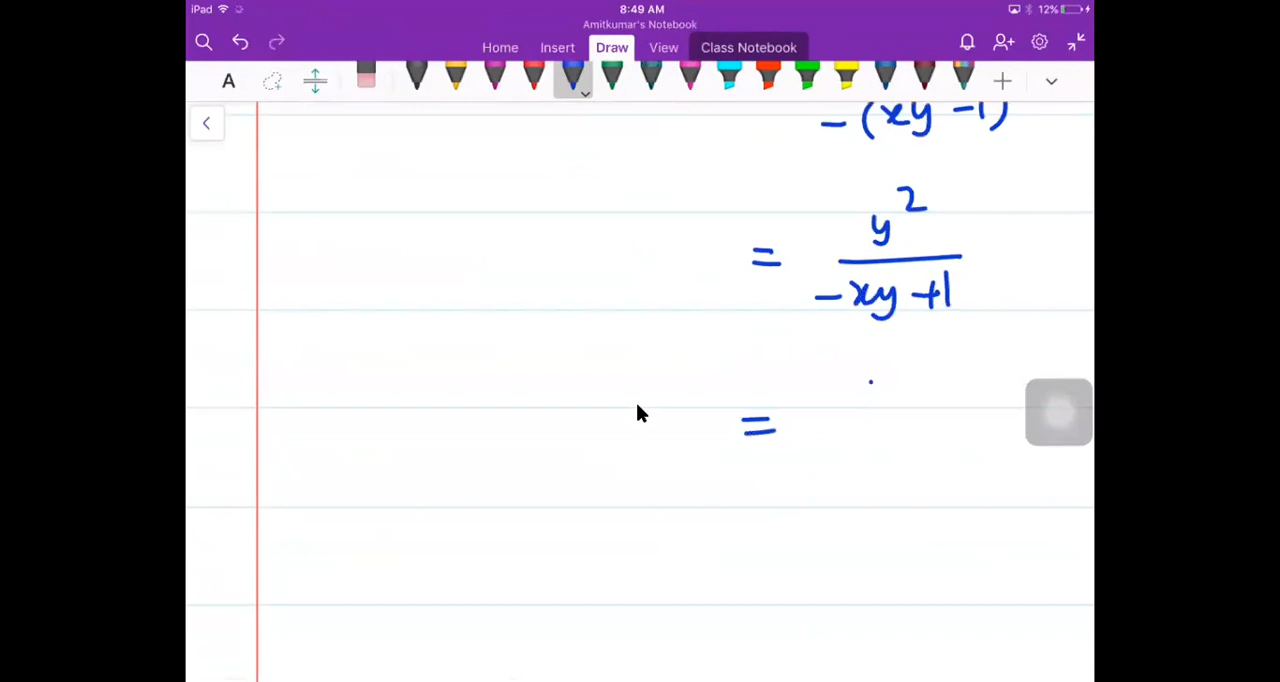 iPad 8:49 AM 12%
Amitkumar's Notebook
Home Insert Draw View Class Notebook
A
- (xy - 1)
y²
=
-xy +1
=